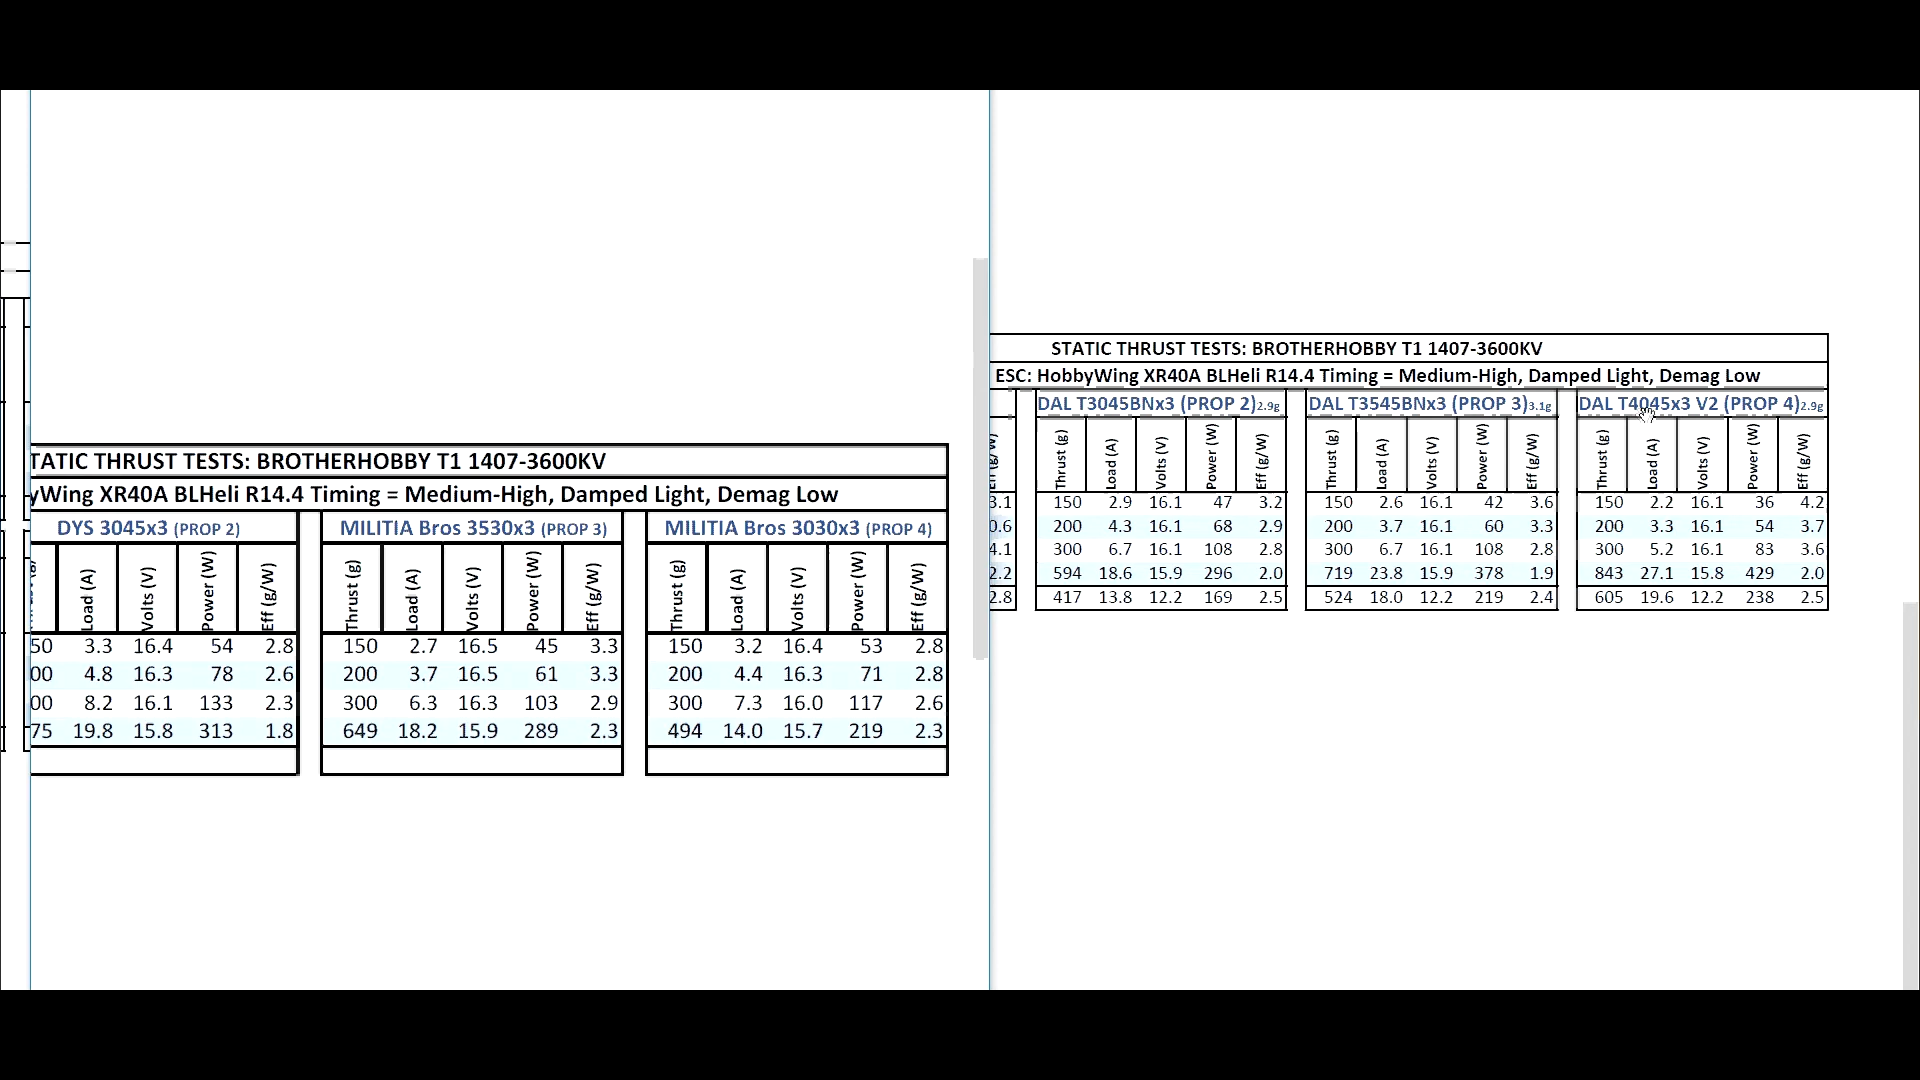 TATIC THRUST TESTS: BROTHERHOBBY T1 1407-3600KV
yWing XR40A BLHeli R14.4 Timing = Medium-High, Damped Light, Demag Low
DYS 3045x3 (PROP 2) MILITIA Bros 3530x3 (PROP 3) MILITIA Bros 3030x3 (PROP 4)
Load (A) Volts (V) Power (W) Eff (g/W) Thrust (g) Load (A) Volts (V) Power (W) Eff (g/W) Thrust (g) Load (A) Volts (V) Power (W) Eff (g/W)
50 3.3 16.4 54 2.8 150 2.7 16.5 45 3.3 150 3.2 16.4 53 2.8
00 4.8 16.3 78 2.6 200 3.7 16.5 61 3.3 200 4.4 16.3 71 2.8
00 8.2 16.1 133 2.3 300 6.3 16.3 103 2.9 300 7.3 16.0 117 2.6
75 19.8 15.8 313 1.8 649 18.2 15.9 289 2.3 494 14.0 15.7 219 2.3
STATIC THRUST TESTS: BROTHERHOBBY T1 1407-3600KV
ESC: HobbyWing XR40A BLHeli R14.4 Timing = Medium-High, Damped Light, Demag Low
DAL T3045BNx3 (PROP 2)2.9g DAL T3545BNx3 (PROP 3)3.1g DAL T4045x3 V2 (PROP 4)2.9g
Eff (g/W) Thrust (g) Load (A) Volts (V) Power (W) Eff (g/W) Thrust (g) Load (A) Volts (V) Power (W) Eff (g/W) Thrust (g) Load (A) Volts (V) Power (W) Eff (g/W)
3.1 150 2.9 16.1 47 3.2 150 2.6 16.1 42 3.6 150 2.2 16.1 36 4.2
0.6 200 4.3 16.1 68 2.9 200 3.7 16.1 60 3.3 200 3.3 16.1 54 3.7
4.1 300 6.7 16.1 108 2.8 300 6.7 16.1 108 2.8 300 5.2 16.1 83 3.6
2.2 594 18.6 15.9 296 2.0 719 23.8 15.9 378 1.9 843 27.1 15.8 429 2.0
2.8 417 13.8 12.2 169 2.5 524 18.0 12.2 219 2.4 605 19.6 12.2 238 2.5